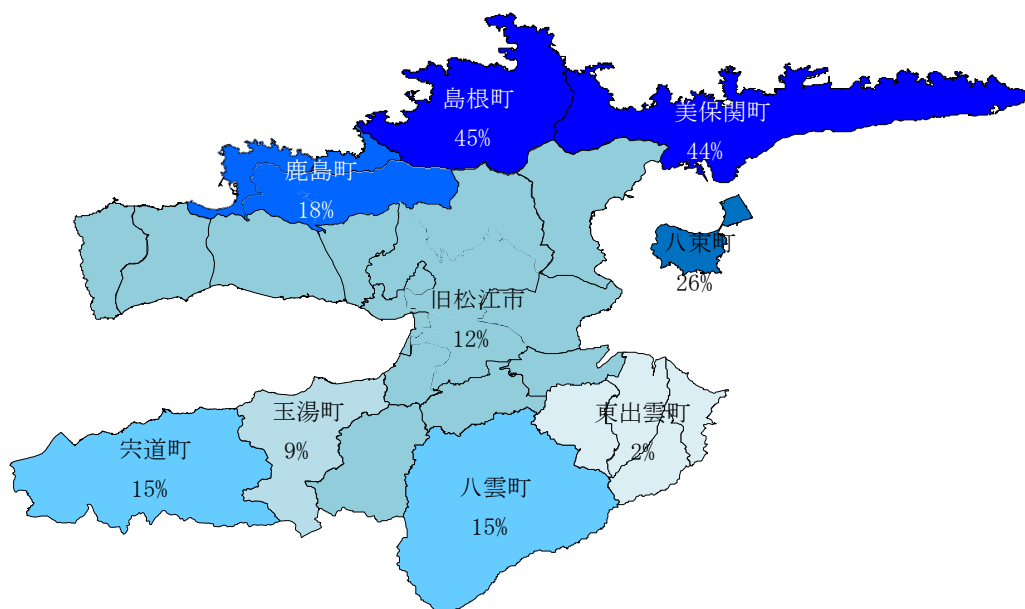 島根町
45%
美保関町
44%
鹿島町
18%
八束町
26%
旧松江市
12%
玉湯町
9%
東出雲町
2%
宍道町
15%
八雲町
15%